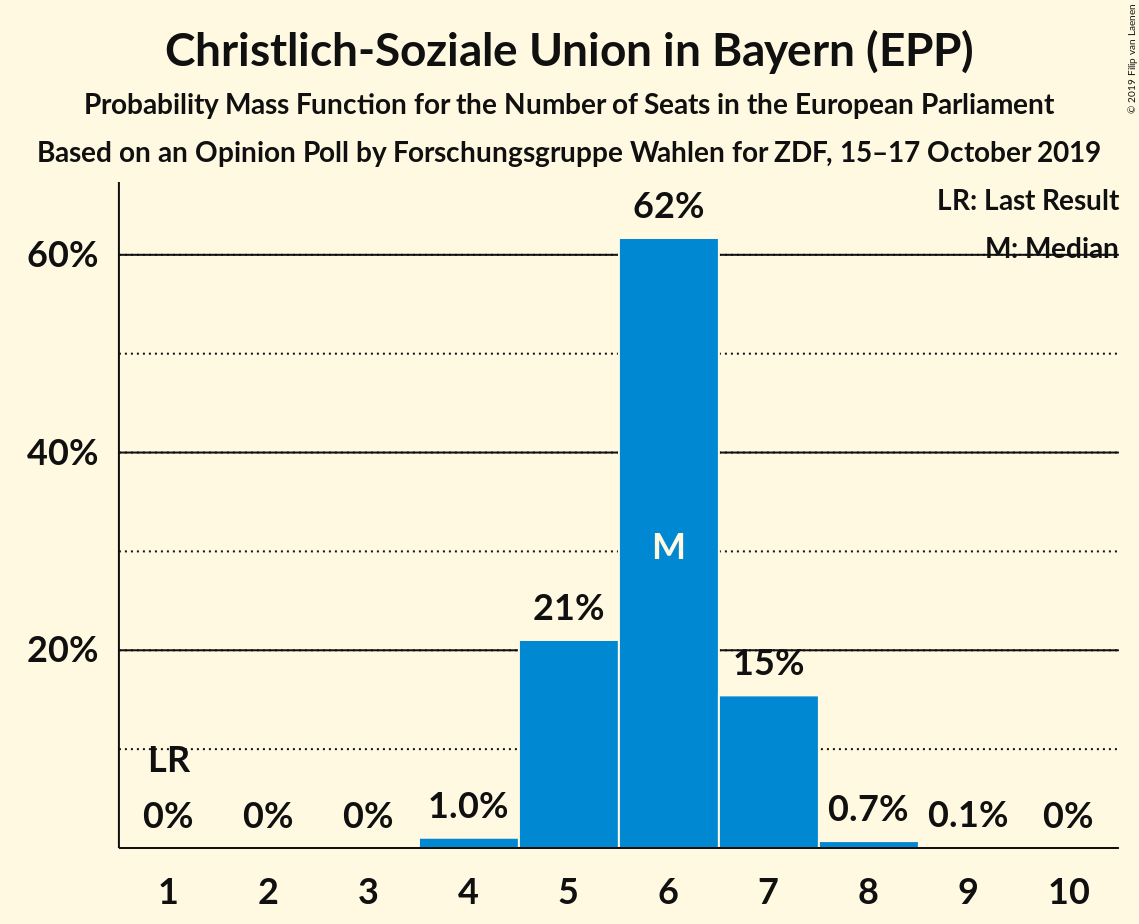 Christlich-Soziale Union in Bayern (EPP)
Probability Mass Function for the Number of Seats in the European Parliament
Based on an Opinion Poll by Forschungsgruppe Wahlen for ZDF, 15–17 October 2019
© 2019 Filip van Laenen
LR: Last Result
M: Median
62%
60%
40%
M
21%
20%
15%
LR
0% 0% 0% 1.0% 0.7% 0.1% 0%
1 2 3 4 5 6 7 8 9 10